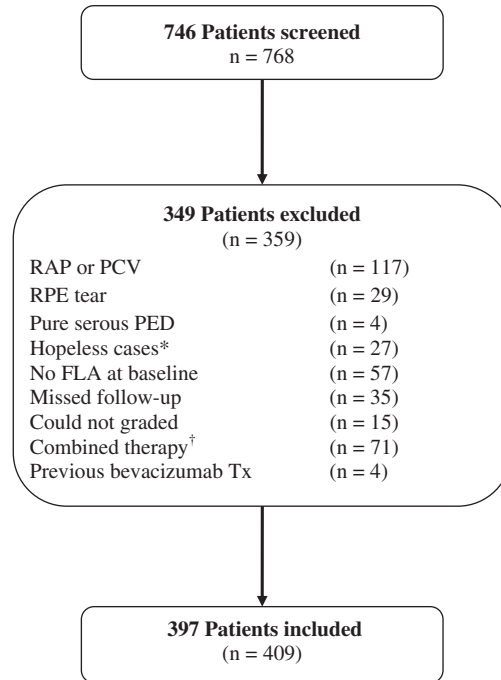 746 Patients screened
n = 768
349 Patients excluded
(n = 359)
RAP or PCV (n = 117)
RPE tear (n = 29)
Pure serous PED (n = 4)
Hopeless cases* (n = 27)
No FLA at baseline (n = 57)
Missed follow-up (n = 35)
Could not graded (n = 15)
Combined therapy† (n = 71)
Previous bevacizumab Tx (n = 4)
397 Patients included
(n = 409)